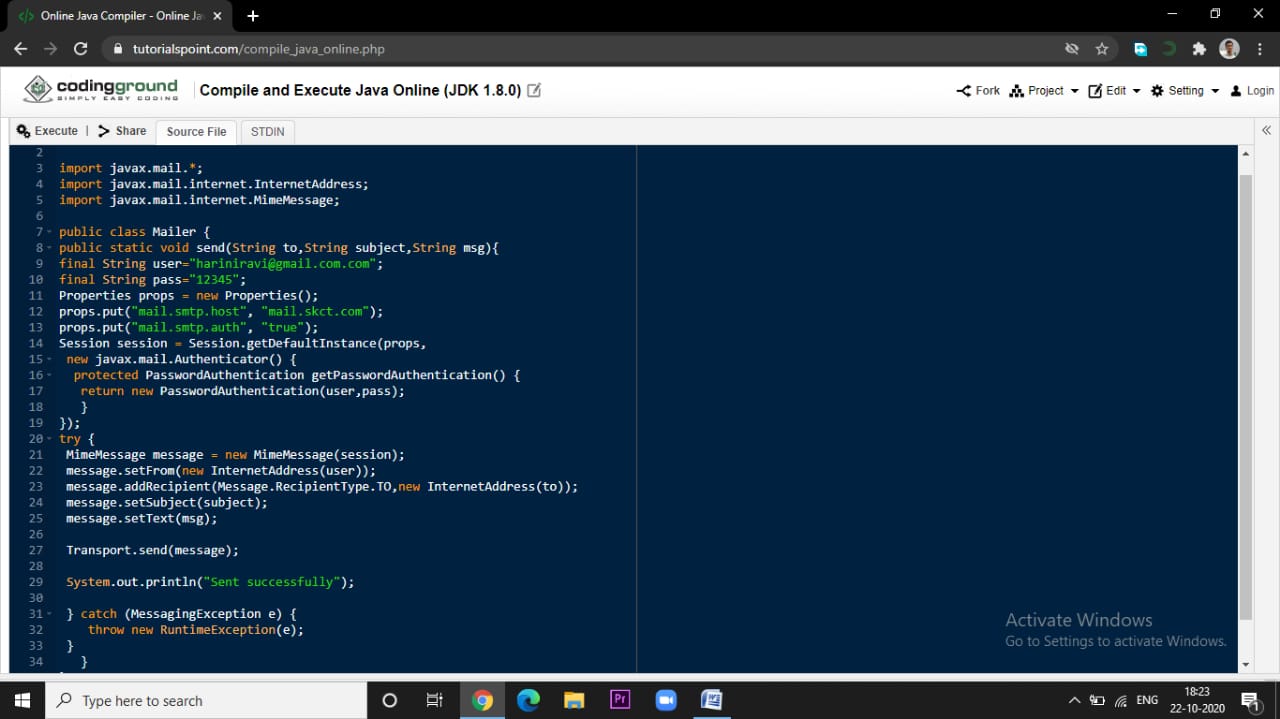 Online Java Compiler - Online Ja
tutorialspoint.com/compile_java_online.php
codingground
SIMPLY EASY CODING
Compile and Execute Java Online (JDK 1.8.0)
Fork Project Edit Setting Login
Execute | Share Source File STDIN
2
3 import javax.mail.*;
4 import javax.mail.internet.InternetAddress;
5 import javax.mail.internet.MimeMessage;
6
7 public class Mailer {
8 public static void send(String to,String subject,String msg){
9 final String user="hariniravi@gmail.com.com";
10 final String pass="12345";
11 Properties props = new Properties();
12 props.put("mail.smtp.host", "mail.skct.com");
13 props.put("mail.smtp.auth", "true");
14 Session session = Session.getDefaultInstance(props,
15 new javax.mail.Authenticator() {
16 protected PasswordAuthentication getPasswordAuthentication() {
17 return new PasswordAuthentication(user,pass);
18 }
19 });
20 try {
21 MimeMessage message = new MimeMessage(session);
22 message.setFrom(new InternetAddress(user));
23 message.addRecipient(Message.RecipientType.TO,new InternetAddress(to));
24 message.setSubject(subject);
25 message.setText(msg);
26
27 Transport.send(message);
28
29 System.out.println("Sent successfully");
30
31 } catch (MessagingException e) {
32 throw new RuntimeException(e);
33 }
34 }
Activate Windows
Go to Settings to activate Windows.
Type here to search
Pr
ENG
18:23
22-10-2020
1